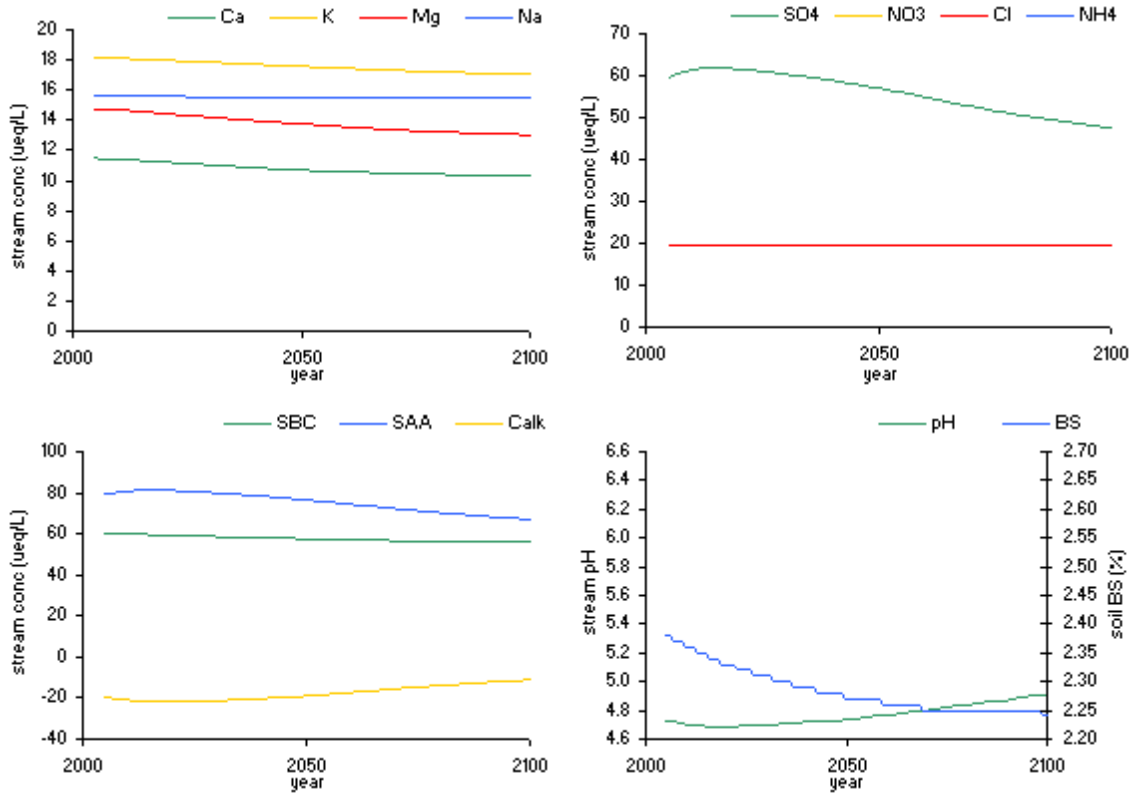 Ca K Mg Na
20
18
16
14
12
10
8
6
4
2
0
stream conc (ueq/L)
2000 2050 2100
year
SO4 NO3 Cl NH4
70
60
50
40
30
20
10
0
stream conc (ueq/L)
2000 2050 2100
year
SBC SAA Calk
100
80
60
40
20
0
-20
-40
stream conc (ueq/L)
2000 2050 2100
year
pH BS
6.6
6.4
6.2
6.0
5.8
5.6
5.4
5.2
5.0
4.8
4.6
stream pH
2.70
2.65
2.60
2.55
2.50
2.45
2.40
2.35
2.30
2.25
2.20
soil BS (%)
2000 2050 2100
year